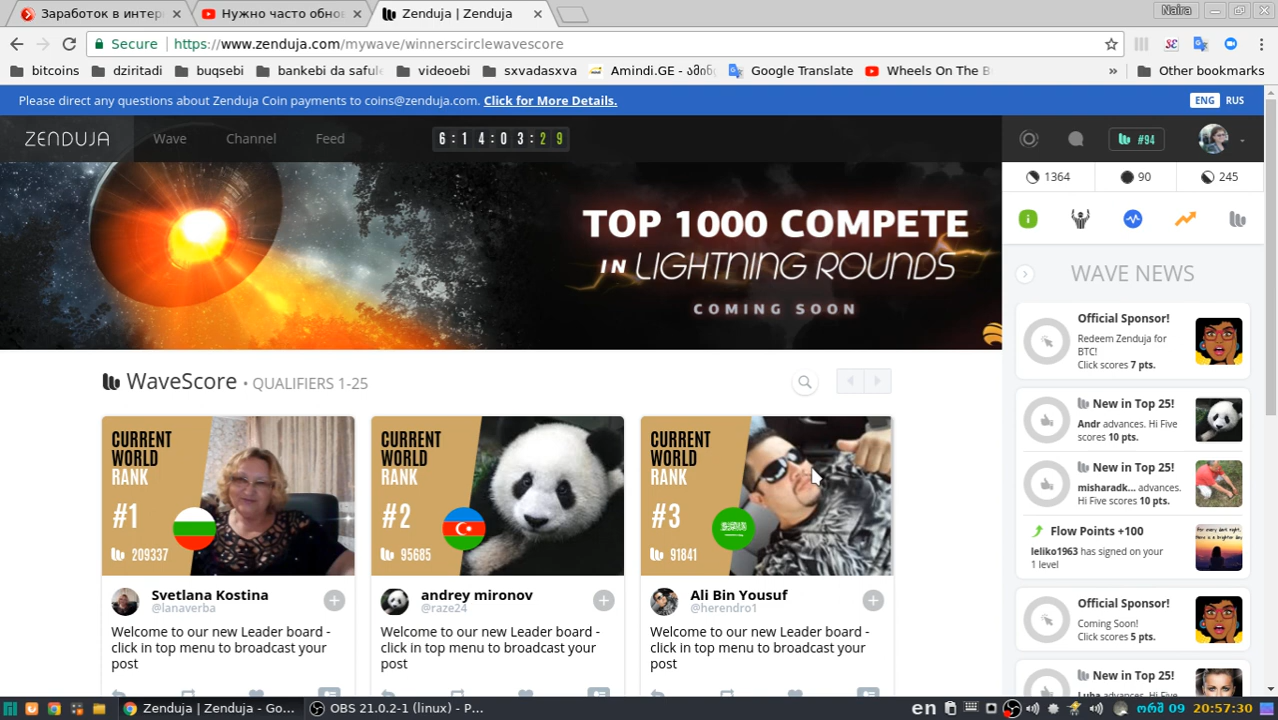 Заработок в интер
Нужно часто обнов
Zenduja | Zenduja
Naira
Secure
https://www.zenduja.com/mywave/winnerscirclewavescore
bitcoins
dziritadi
buqsebi
bankebi da safule
videoebi
sxvadasxva
Amindi.GE - ამინდ
Google Translate
Wheels On The B
»
Other bookmarks
Please direct any questions about Zenduja Coin payments to coins@zenduja.com. Click for More Details.
ENG RUS
ZENDUJA
Wave
Channel
Feed
6:14:03:29
#94
1364
90
245
TOP 1000 COMPETE
IN LIGHTNING ROUNDS
COMING SOON
WAVE NEWS
Official Sponsor!
Redeem Zenduja for
BTC!
Click scores 7 pts.
New in Top 25!
Andr advances. Hi Five
scores 10 pts.
New in Top 25!
misharadk... advances.
Hi Five scores 10 pts.
Flow Points +100
leliko1963 has signed on your
1 level
Official Sponsor!
Coming Soon!
Click scores 5 pts.
New in Top 25!
Luba advances. Hi Five
WaveScore • QUALIFIERS 1-25
CURRENT
WORLD
RANK
#1
209337
Svetlana Kostina
@lanaverba
Welcome to our new Leader board -
click in top menu to broadcast your
post
CURRENT
WORLD
RANK
#2
95685
andrey mironov
@raze24
Welcome to our new Leader board -
click in top menu to broadcast your
post
CURRENT
WORLD
RANK
#3
91841
Ali Bin Yousuf
@herendro1
Welcome to our new Leader board -
click in top menu to broadcast your
post
Zenduja | Zenduja - Go...
OBS 21.0.2-1 (linux) - P...
en
ორშ 09
20:57:30